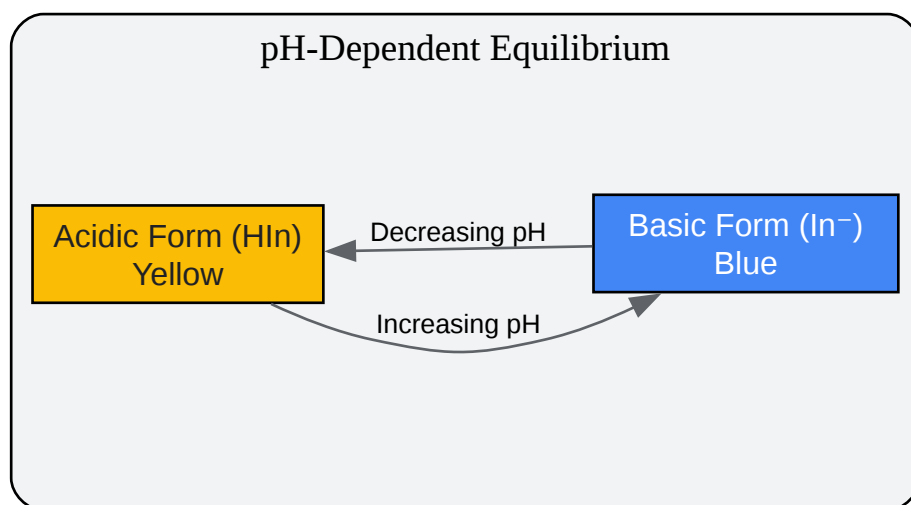 pH-Dependent Equilibrium
Acidic Form (HIn)
Yellow
Decreasing pH
Increasing pH
Basic Form (In⁻)
Blue